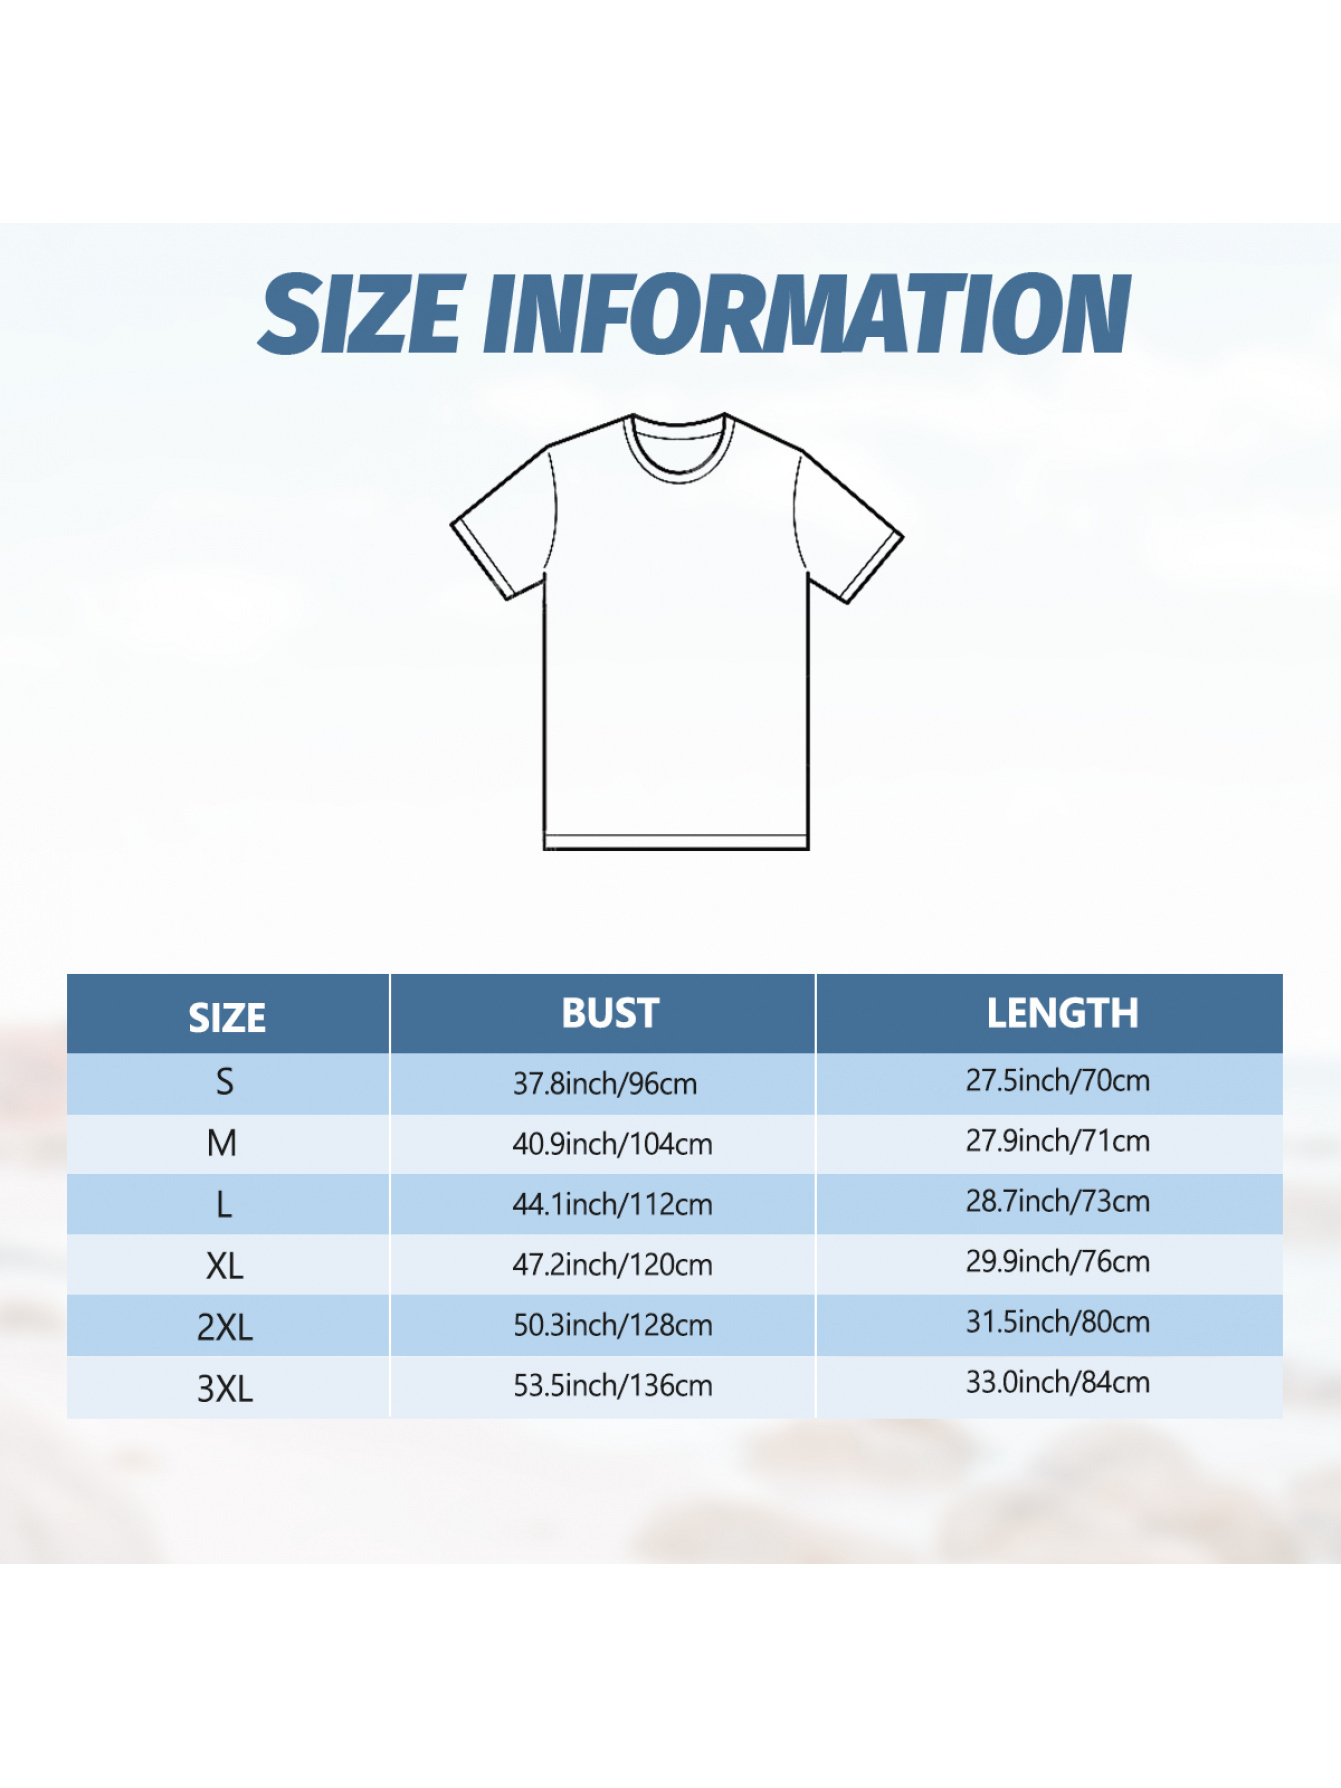 SIZE INFORMATION
SIZE BUST LENGTH
S 37.8inch/96cm 27.5inch/70cm
M 40.9inch/104cm 27.9inch/71cm
L 44.1inch/112cm 28.7inch/73cm
XL 47.2inch/120cm 29.9inch/76cm
2XL 50.3inch/128cm 31.5inch/80cm
3XL 53.5inch/136cm 33.0inch/84cm